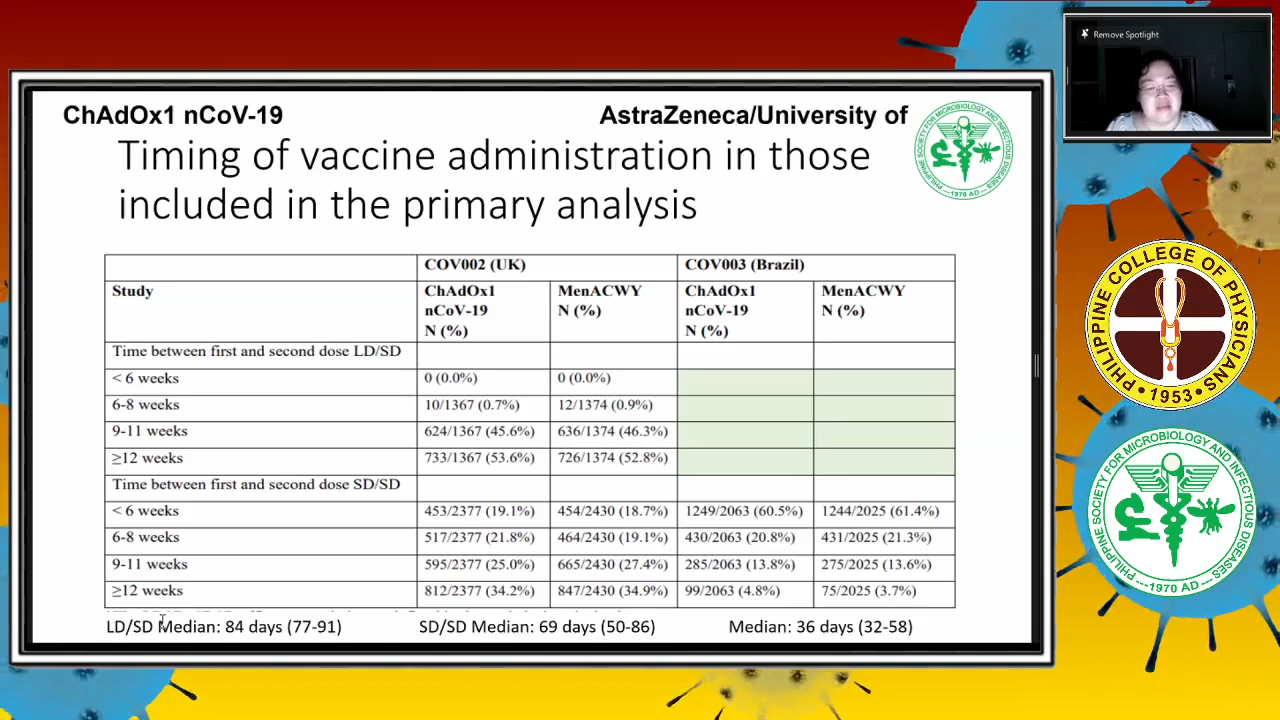 Remove Spotlight
ChAdOx1 nCoV-19 AstraZeneca/University of
Timing of vaccine administration in those
included in the primary analysis
COV002 (UK) COV003 (Brazil)
Study ChAdOx1 nCoV-19 N (%) MenACWY N (%) ChAdOx1 nCoV-19 N (%) MenACWY N (%)
Time between first and second dose LD/SD
< 6 weeks 0 (0.0%) 0 (0.0%)
6-8 weeks 10/1367 (0.7%) 12/1374 (0.9%)
9-11 weeks 624/1367 (45.6%) 636/1374 (46.3%)
≥12 weeks 733/1367 (53.6%) 726/1374 (52.8%)
Time between first and second dose SD/SD
< 6 weeks 453/2377 (19.1%) 454/2430 (18.7%) 1249/2063 (60.5%) 1244/2025 (61.4%)
6-8 weeks 517/2377 (21.8%) 464/2430 (19.1%) 430/2063 (20.8%) 431/2025 (21.3%)
9-11 weeks 595/2377 (25.0%) 665/2430 (27.4%) 285/2063 (13.8%) 275/2025 (13.6%)
≥12 weeks 812/2377 (34.2%) 847/2430 (34.9%) 99/2063 (4.8%) 75/2025 (3.7%)
LD/SD Median: 84 days (77-91) SD/SD Median: 69 days (50-86) Median: 36 days (32-58)
PHILIPPINE SOCIETY FOR MICROBIOLOGY AND INFECTIOUS DISEASES
1970 AD
PHILIPPINE COLLEGE OF PHYSICIANS
1953
PHILIPPINE SOCIETY FOR MICROBIOLOGY AND INFECTIOUS DISEASES
1970 AD